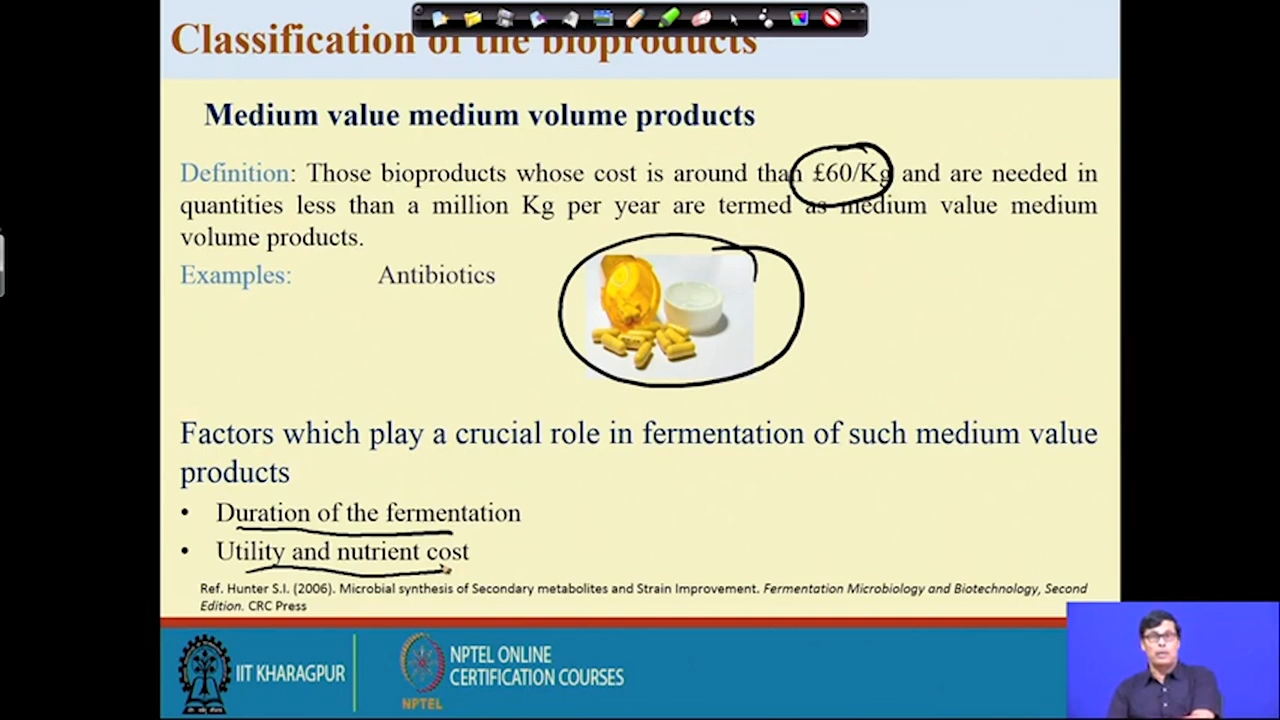 Classification of the bioproducts
Medium value medium volume products
Definition: Those bioproducts whose cost is around than £60/Kg and are needed in
quantities less than a million Kg per year are termed as medium value medium
volume products.
Examples: Antibiotics
Factors which play a crucial role in fermentation of such medium value
products
• Duration of the fermentation
• Utility and nutrient cost
Ref. Hunter S.I. (2006). Microbial synthesis of Secondary metabolites and Strain Improvement. Fermentation Microbiology and Biotechnology, Second
Edition. CRC Press
IIT KHARAGPUR
NPTEL ONLINE
CERTIFICATION COURSES
NPTEL